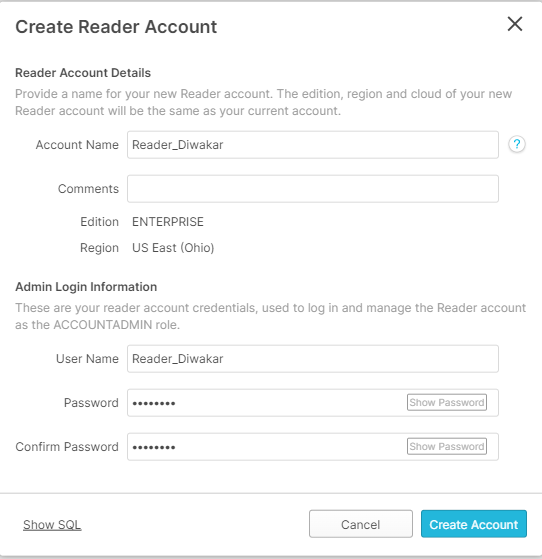 Create Reader Account
Reader Account Details
Provide a name for your new Reader account. The edition, region and cloud of your new
Reader account will be the same as your current account.
Account Name Reader_Diwakar ?
Comments
Edition ENTERPRISE
Region US East (Ohio)
Admin Login Information
These are your reader account credentials, used to log in and manage the Reader account
as the ACCOUNTADMIN role.
User Name Reader_Diwakar
Password •••••••• Show Password
Confirm Password •••••••• Show Password
Show SQL Cancel Create Account